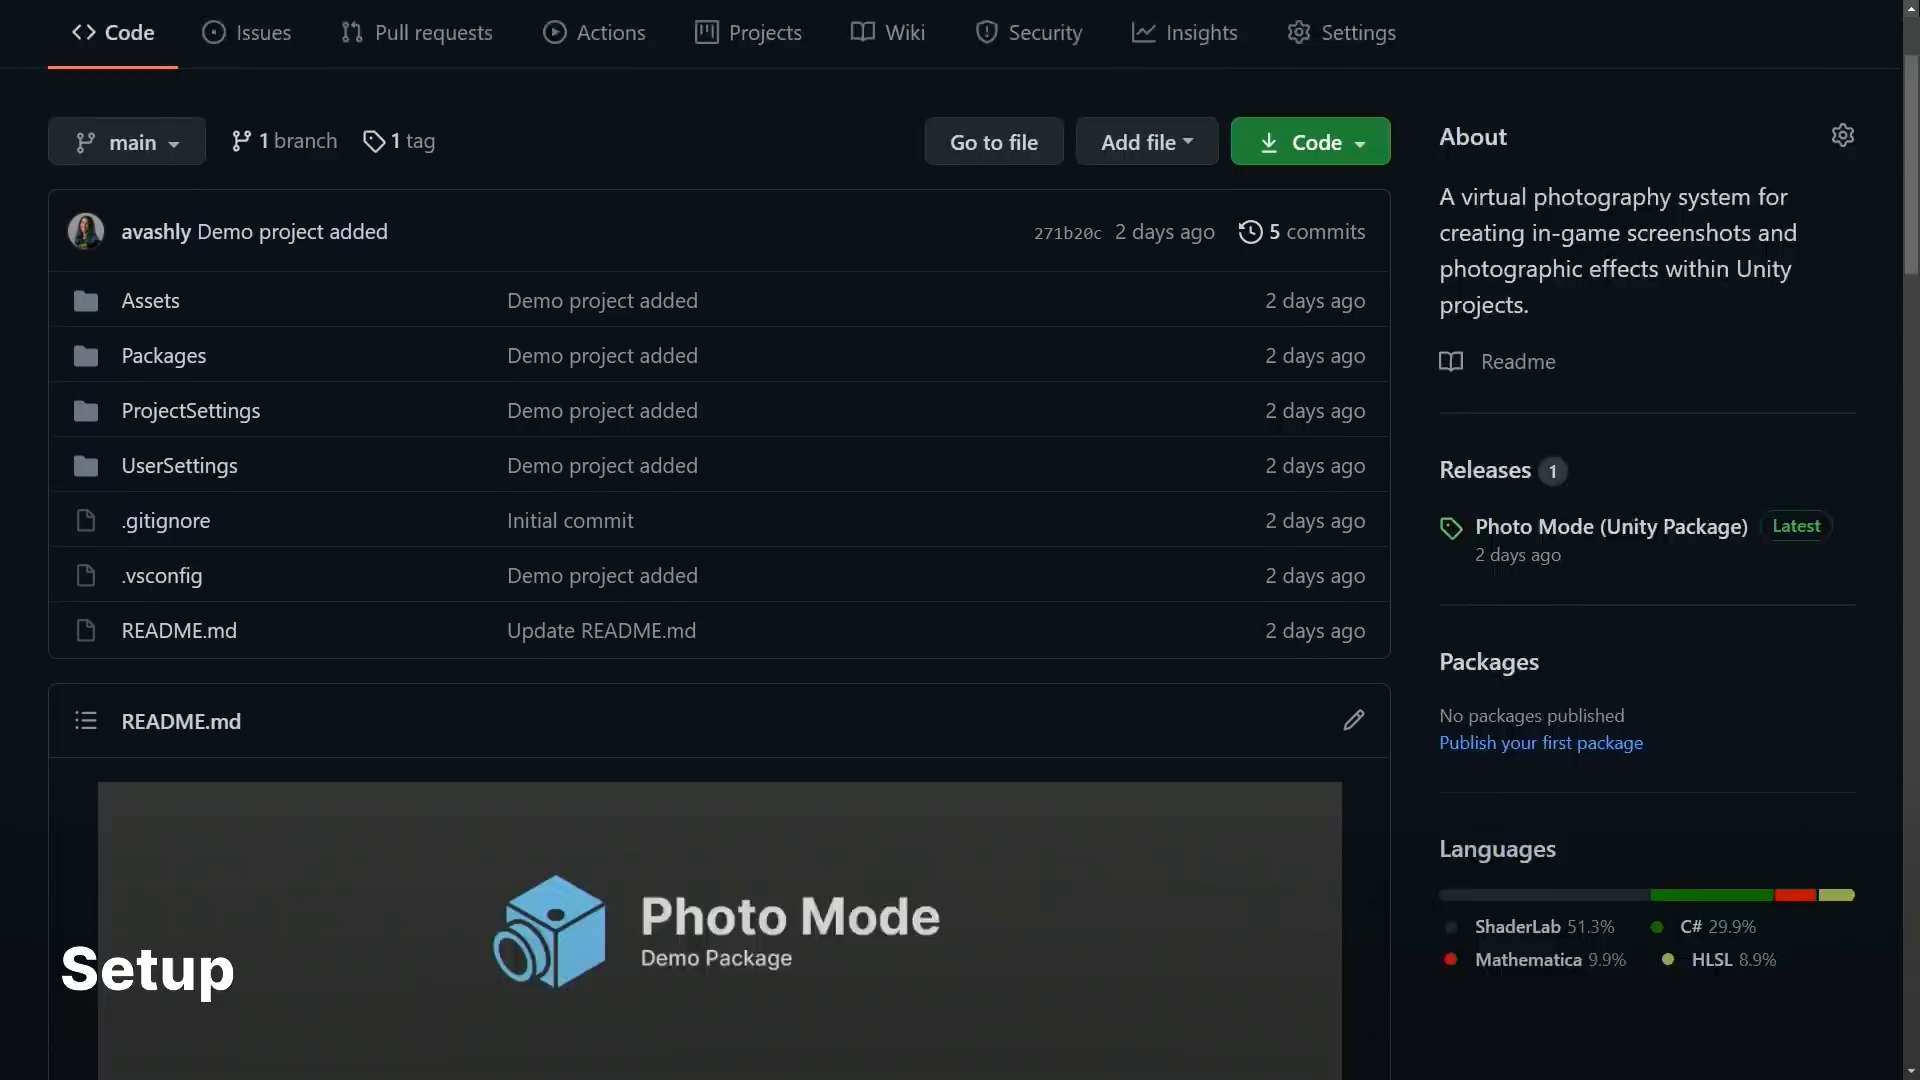 Code
Issues
Pull requests
Actions
Projects
Wiki
Security
Insights
Settings
main
1 branch
1 tag
Go to file
Add file
Code
avashly Demo project added
271b20c 2 days ago
5 commits
Assets Demo project added 2 days ago
Packages Demo project added 2 days ago
ProjectSettings Demo project added 2 days ago
UserSettings Demo project added 2 days ago
.gitignore Initial commit 2 days ago
.vsconfig Demo project added 2 days ago
README.md Update README.md 2 days ago
README.md
Photo Mode
Demo Package
Setup
About
A virtual photography system for
creating in-game screenshots and
photographic effects within Unity
projects.
Readme
Releases 1
Photo Mode (Unity Package) Latest
2 days ago
Packages
No packages published
Publish your first package
Languages
ShaderLab 51.3% C# 29.9%
Mathematica 9.9% HLSL 8.9%